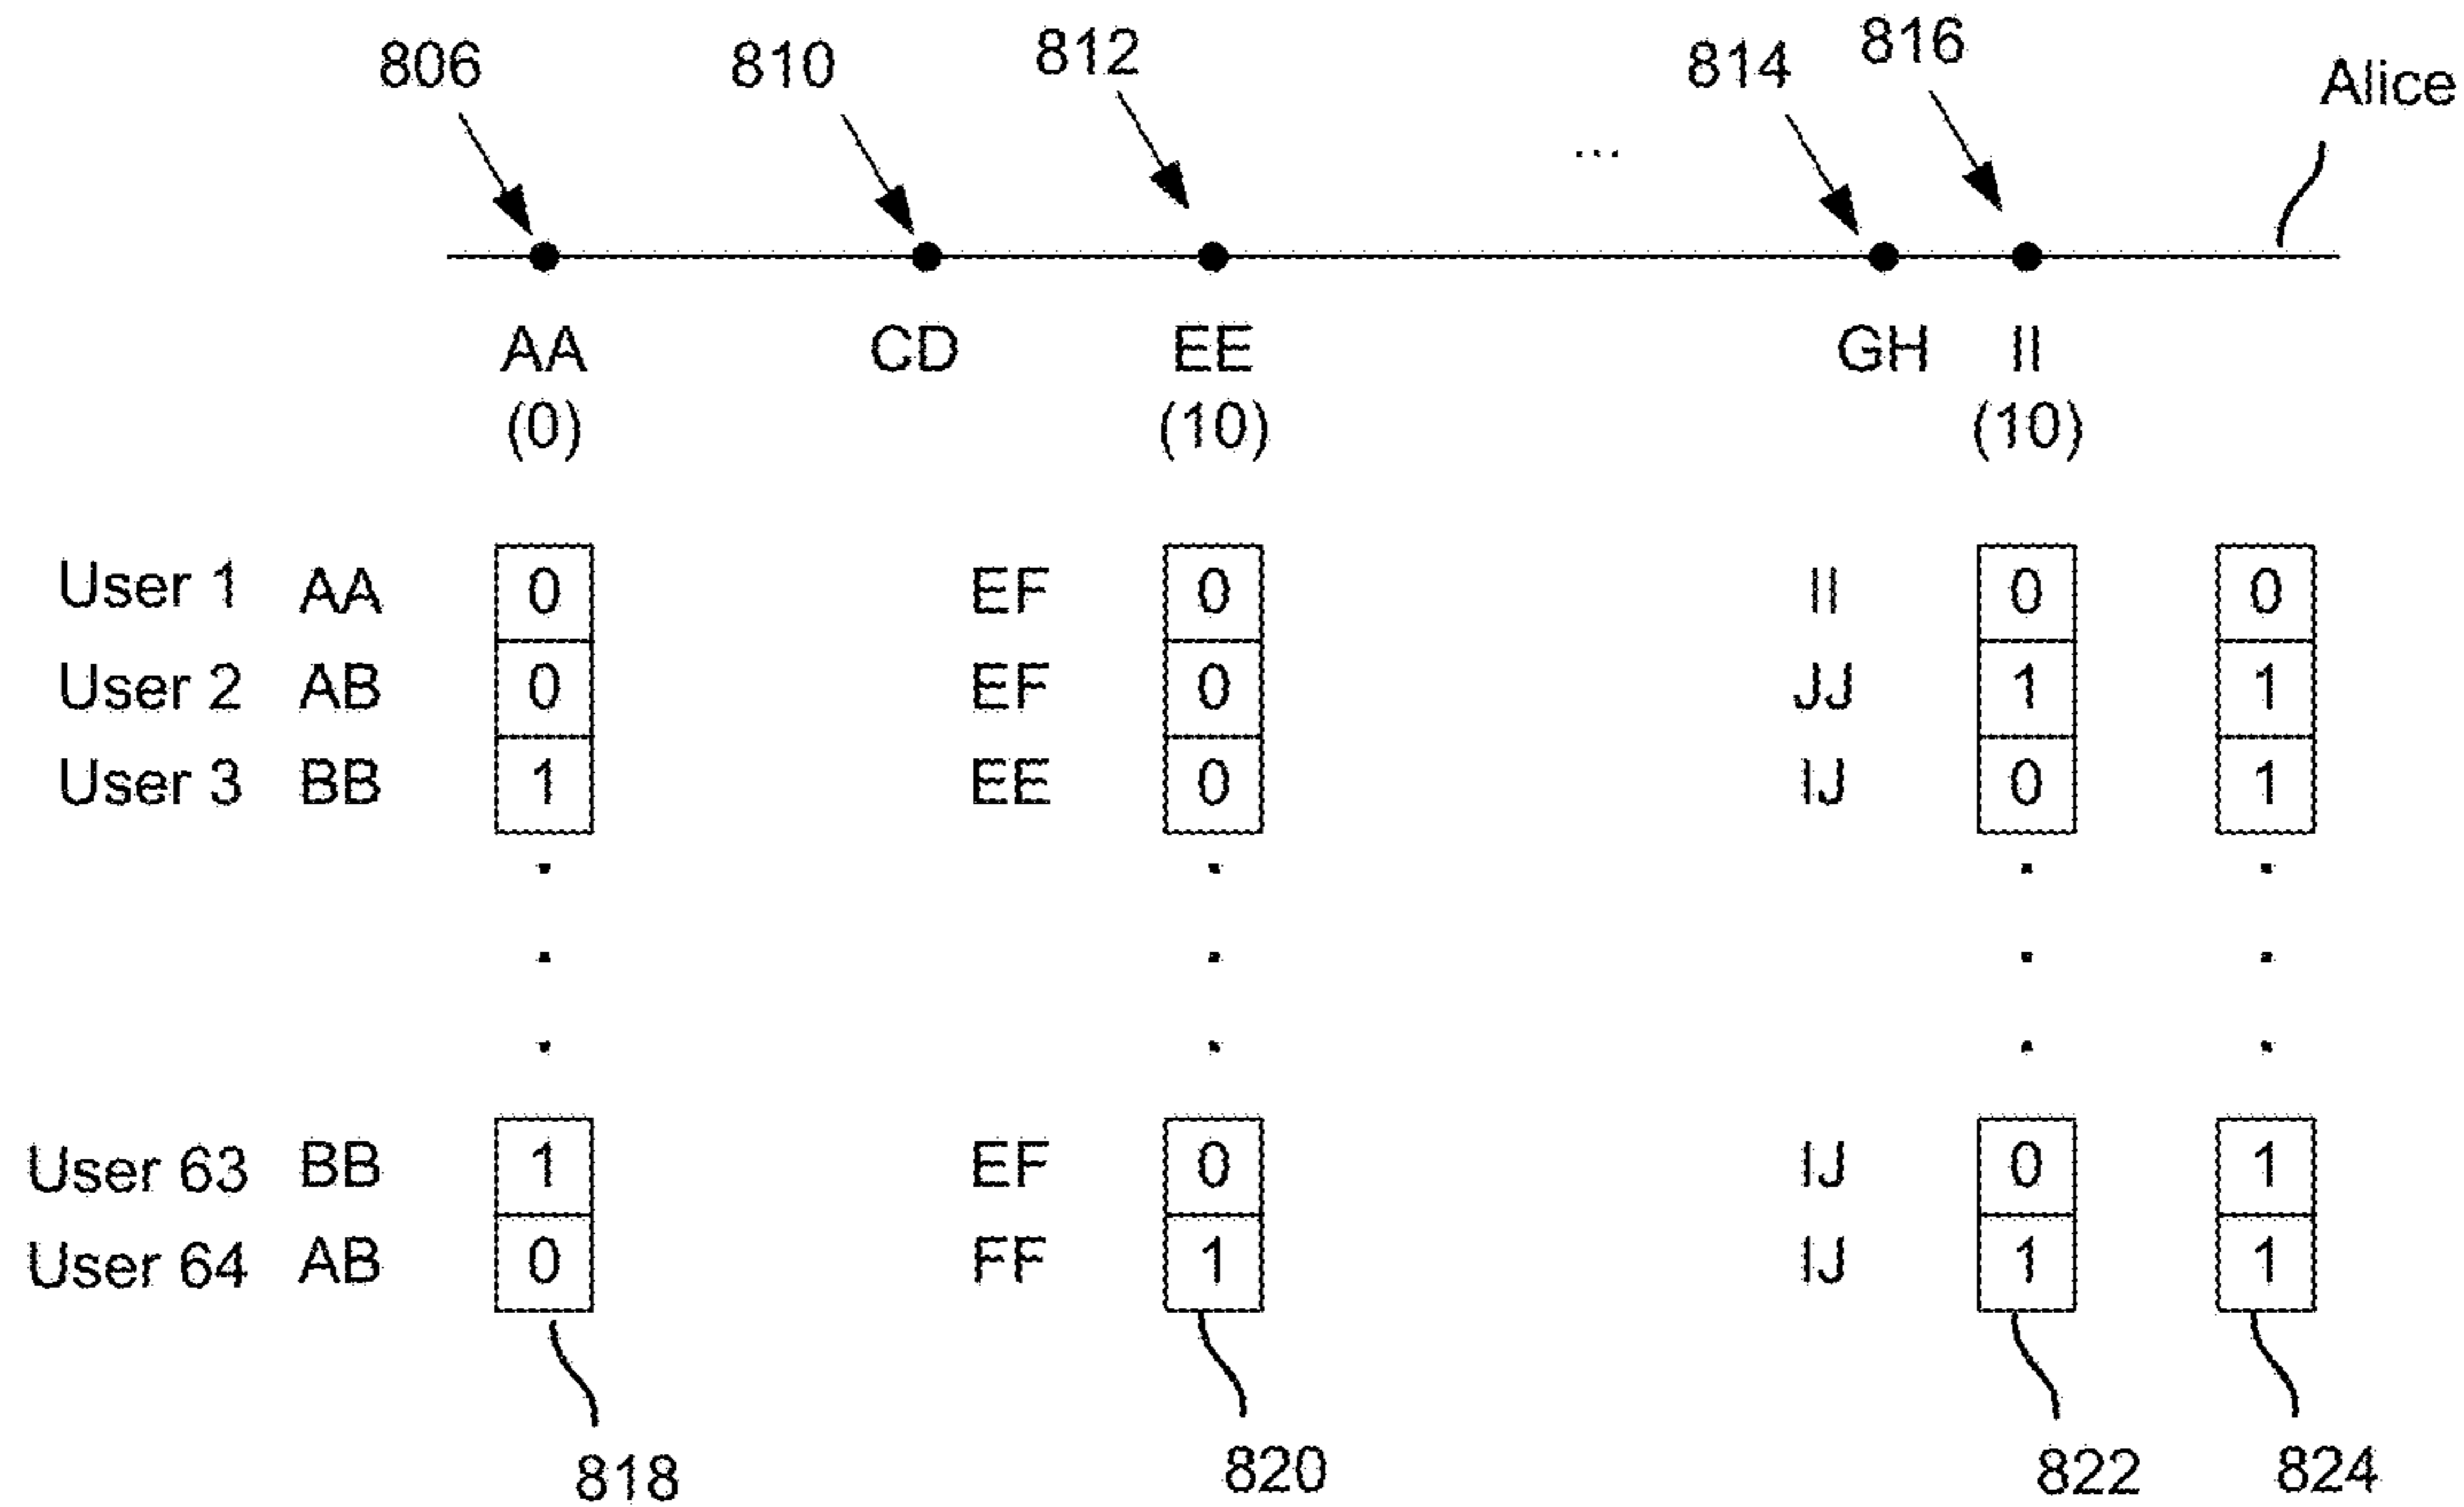 806 810 812 814 816 Alice
...
AA CD EE GH II
(0) (10) (10)
User 1 AA 0 EF 0 II 0 0
User 2 AB 0 EF 0 JJ 1 1
User 3 BB 1 EE 0 IJ 0 1
User 63 BB 1 EF 0 IJ 0 1
User 64 AB 0 FF 1 IJ 1 1
818 820 822 824